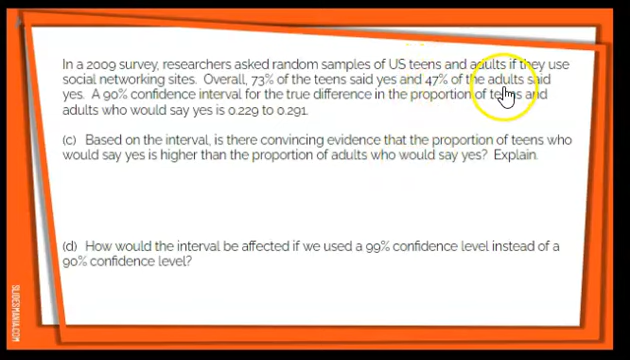 In a 2009 survey, researchers asked random samples of US teens and adults if they use
social networking sites. Overall, 73% of the teens said yes and 47% of the adults said
yes. A 90% confidence interval for the true difference in the proportion of teens and
adults who would say yes is 0.229 to 0.291.
(c) Based on the interval, is there convincing evidence that the proportion of teens who
would say yes is higher than the proportion of adults who would say yes? Explain.
(d) How would the interval be affected if we used a 99% confidence level instead of a
90% confidence level?
SLIDESMANIA.COM